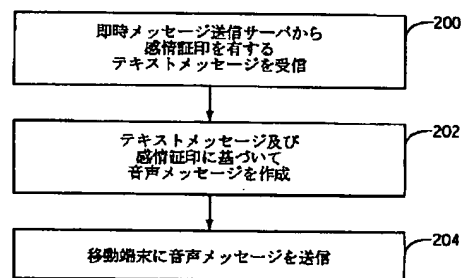 即時メッセージ送信サーバから
感情証印を有する
テキストメッセージを受信
200
テキストメッセージ及び
感情証印に基づいて
音声メッセージを作成
202
移動端末に音声メッセージを送信
204